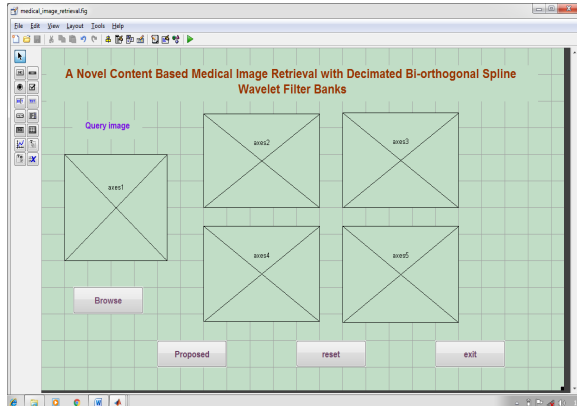 medical_image_retrieval.fig
File Edit View Layout Tools Help
A Novel Content Based Medical Image Retrieval with Decimated Bi-orthogonal Spline
Wavelet Filter Banks
Query image
axes2
axes3
axes1
axes4
axes5
Browse
Proposed
reset
exit